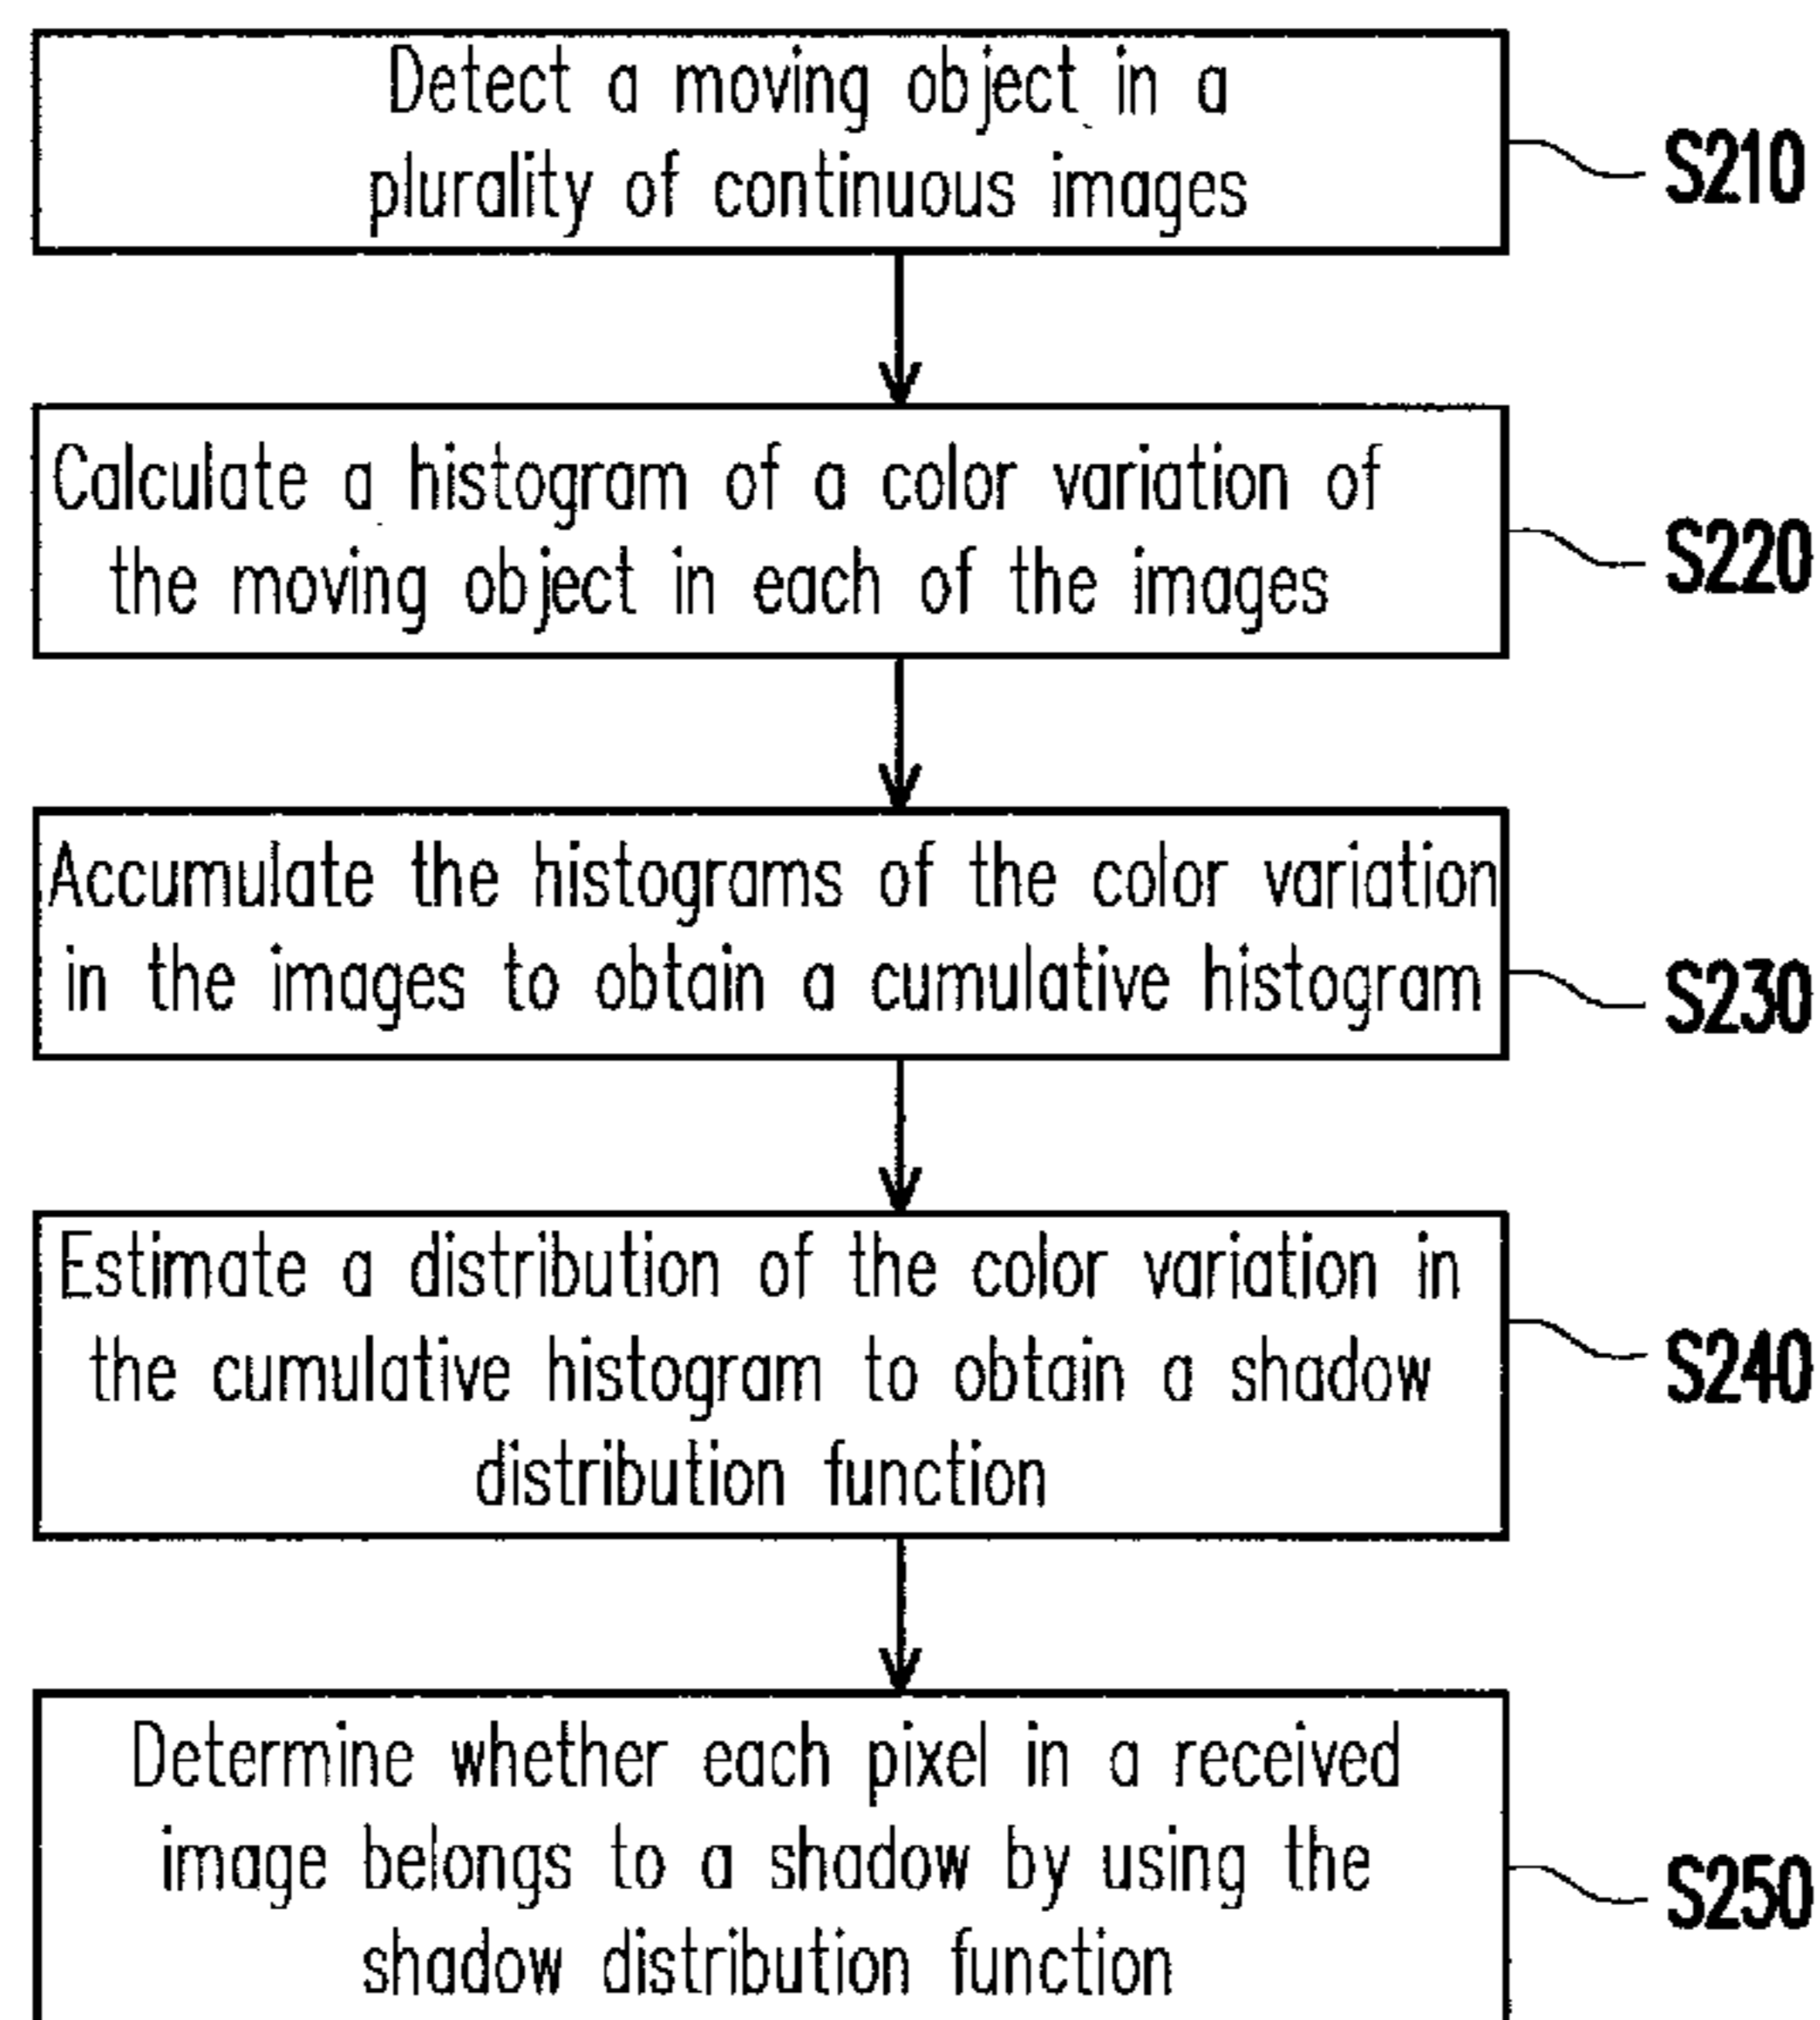 Detect a moving object in a
plurality of continuous images
S210
Calculate a histogram of a color variation of
the moving object in each of the images
S220
Accumulate the histograms of the color variation
in the images to obtain a cumulative histogram
S230
Estimate a distribution of the color variation in
the cumulative histogram to obtain a shadow
distribution function
S240
Determine whether each pixel in a received
image belongs to a shadow by using the
shadow distribution function
S250